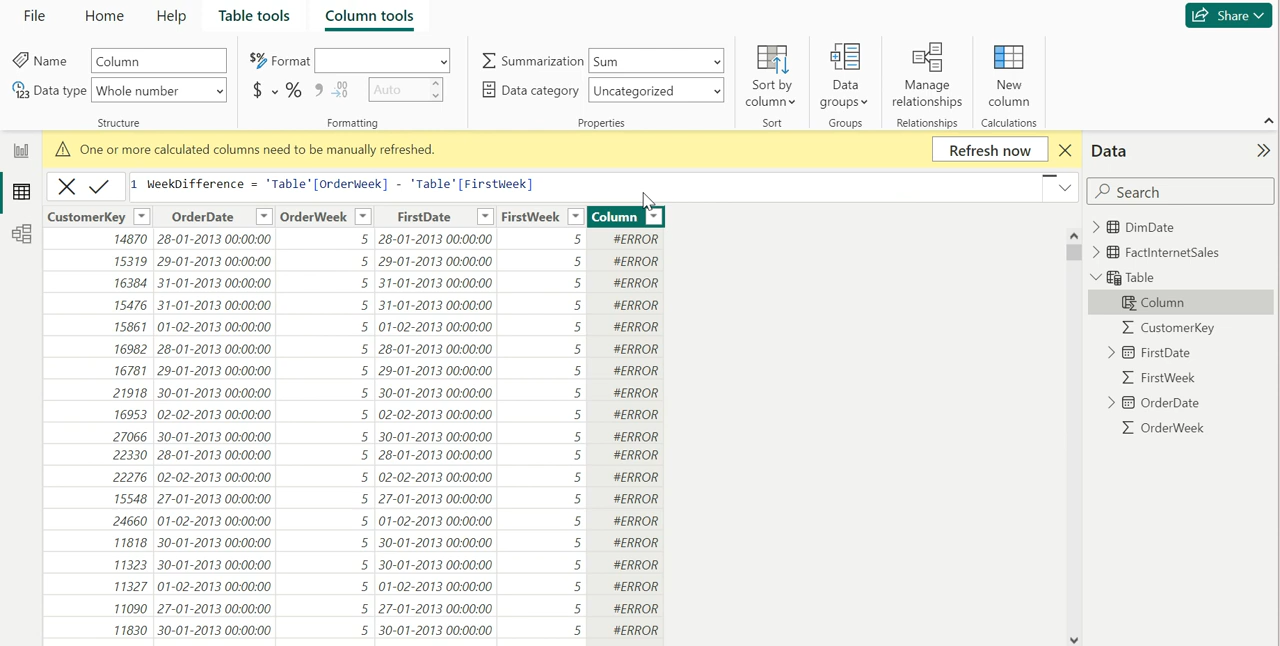 File Home Help Table tools Column tools Share
Name Column Format Summarization Sum
Data type Whole number $ % Auto Data category Uncategorized
Sort by column Data groups Manage relationships New column
Structure Formatting Properties Sort Groups Relationships Calculations
One or more calculated columns need to be manually refreshed. Refresh now
1 WeekDifference = 'Table'[OrderWeek] - 'Table'[FirstWeek]
CustomerKey OrderDate OrderWeek FirstDate FirstWeek Column
14870 28-01-2013 00:00:00 5 28-01-2013 00:00:00 5 #ERROR
15319 29-01-2013 00:00:00 5 29-01-2013 00:00:00 5 #ERROR
16384 31-01-2013 00:00:00 5 31-01-2013 00:00:00 5 #ERROR
15476 31-01-2013 00:00:00 5 31-01-2013 00:00:00 5 #ERROR
15861 01-02-2013 00:00:00 5 01-02-2013 00:00:00 5 #ERROR
16982 28-01-2013 00:00:00 5 28-01-2013 00:00:00 5 #ERROR
16781 29-01-2013 00:00:00 5 29-01-2013 00:00:00 5 #ERROR
21918 30-01-2013 00:00:00 5 30-01-2013 00:00:00 5 #ERROR
16953 02-02-2013 00:00:00 5 02-02-2013 00:00:00 5 #ERROR
27066 30-01-2013 00:00:00 5 30-01-2013 00:00:00 5 #ERROR
22330 28-01-2013 00:00:00 5 28-01-2013 00:00:00 5 #ERROR
22276 02-02-2013 00:00:00 5 02-02-2013 00:00:00 5 #ERROR
15548 27-01-2013 00:00:00 5 27-01-2013 00:00:00 5 #ERROR
24660 01-02-2013 00:00:00 5 01-02-2013 00:00:00 5 #ERROR
11818 30-01-2013 00:00:00 5 30-01-2013 00:00:00 5 #ERROR
11323 30-01-2013 00:00:00 5 30-01-2013 00:00:00 5 #ERROR
11327 01-02-2013 00:00:00 5 01-02-2013 00:00:00 5 #ERROR
11090 27-01-2013 00:00:00 5 27-01-2013 00:00:00 5 #ERROR
11830 30-01-2013 00:00:00 5 30-01-2013 00:00:00 5 #ERROR
Data
Search
DimDate
FactInternetSales
Table
Column
CustomerKey
FirstDate
FirstWeek
OrderDate
OrderWeek